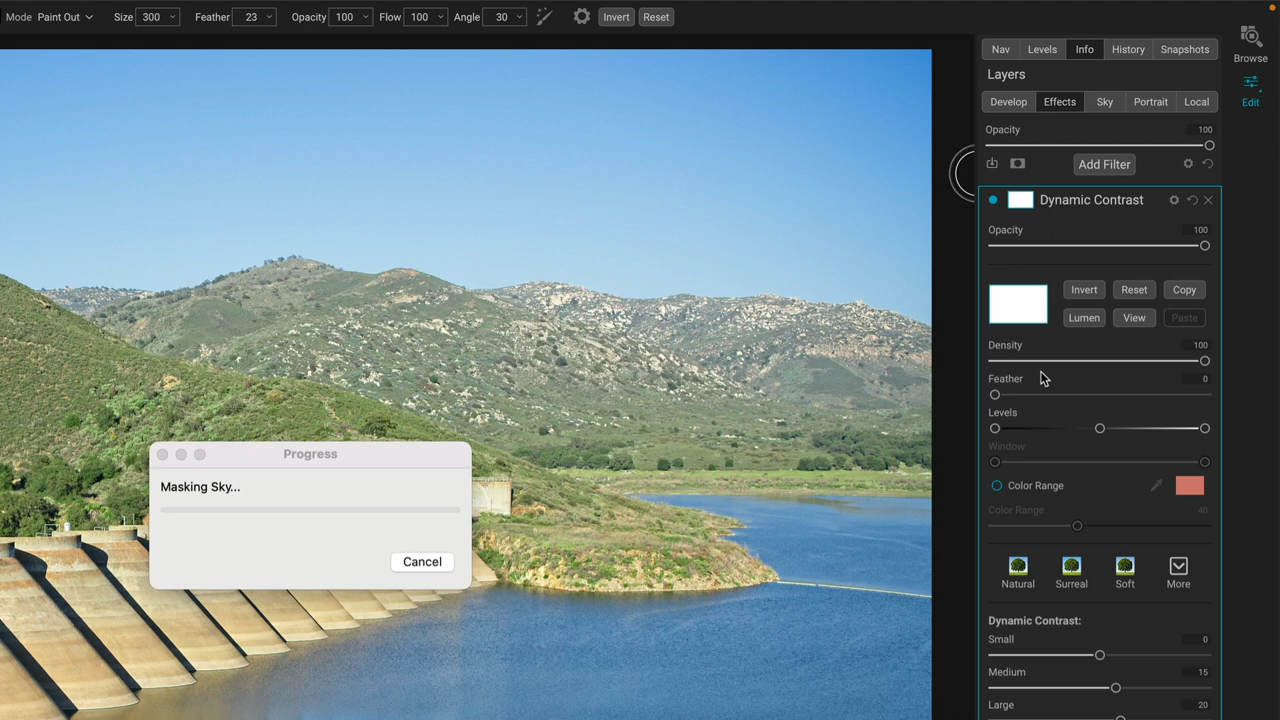 Mode Paint Out Size 300 Feather 23 Opacity 100 Flow 100 Angle 30 Invert Reset
Nav Levels Info History Snapshots
Browse
Layers
Edit
Develop Effects Sky Portrait Local
Opacity 100
Add Filter
Dynamic Contrast
Opacity 100
Invert Reset Copy
Lumen View Paste
Density 100
Feather 0
Levels
Window
Progress
Masking Sky...
Cancel
Color Range
Color Range 40
Natural Surreal Soft More
Dynamic Contrast:
Small 0
Medium 15
Large 20